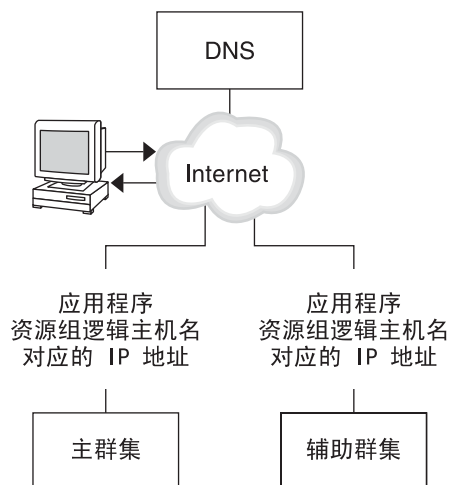 DNS
Internet
应用程序
资源组逻辑主机名
对应的 IP 地址
应用程序
资源组逻辑主机名
对应的 IP 地址
主群集
辅助群集